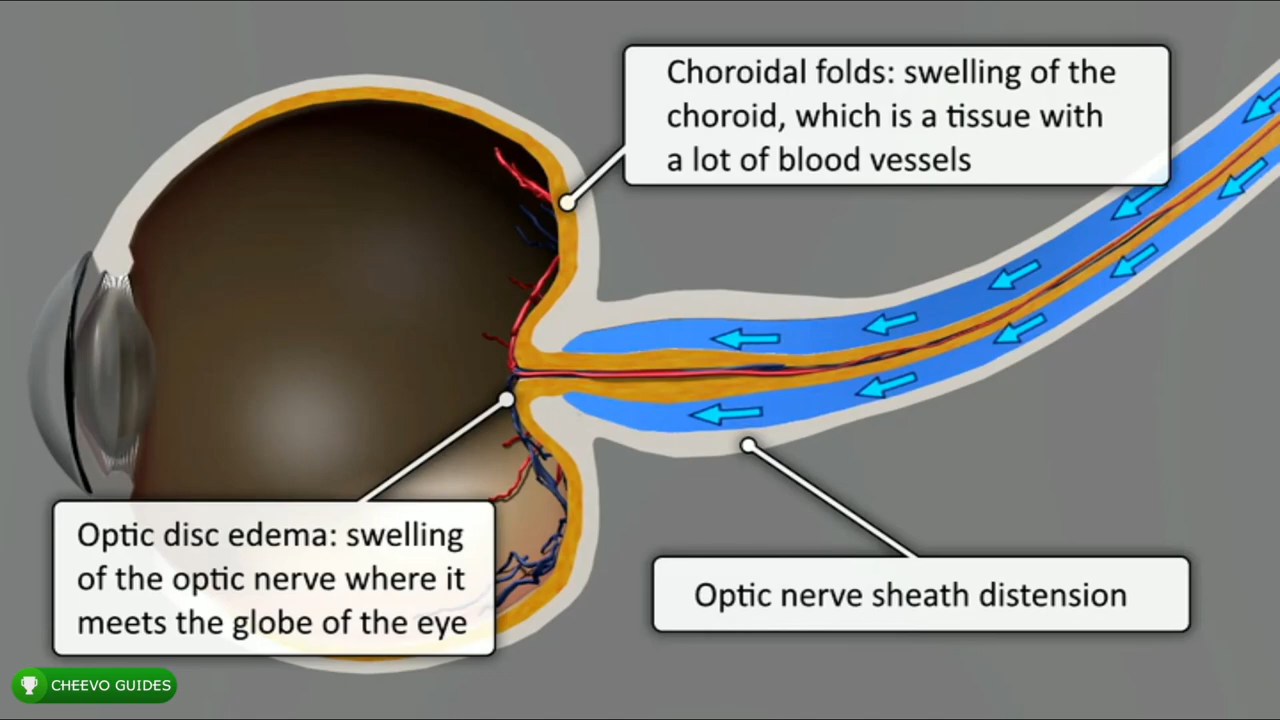 Choroidal folds: swelling of the
choroid, which is a tissue with
a lot of blood vessels
Optic disc edema: swelling
of the optic nerve where it
meets the globe of the eye
Optic nerve sheath distension
CHEEVO GUIDES